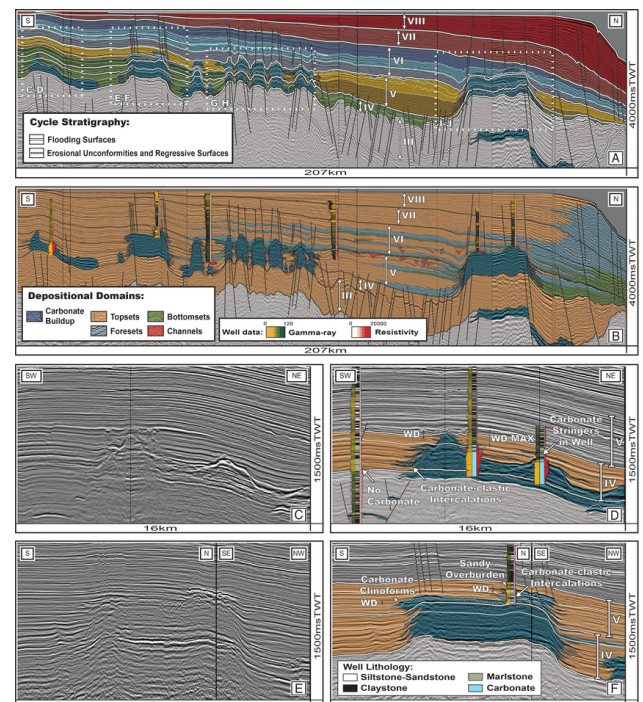 S
N
VIII
VII
VI
V
IV
III
C-D
E-F
G-H
Cycle Stratigraphy:
Flooding Surfaces
Erosional Unconformities and Regressive Surfaces
4000msTWT
A
207km
S
N
VIII
VII
VI
V
IV
III
Depositional Domains:
Carbonate Buildup
Topsets
Bottomsets
Foresets
Channels
0 120 0 20000
Well data: Gamma-ray Resistivity
4000msTWT
B
207km
SW
NE
1500msTWT
C
16km
SW
NE
WD
WD MAX
Carbonate
Stringers
in Well
V
IV
No
Carbonate
Carbonate-clastic
Intercalations
1500msTWT
D
16km
S
N
SE
NW
1500msTWT
E
S
N
SE
NW
Sandy
Overburden
Carbonate
Clinoforms
WD
WD
Carbonate-clastic
Intercalations
V
IV
Well Lithology:
Siltstone-Sandstone
Marlstone
Claystone
Carbonate
1500msTWT
F